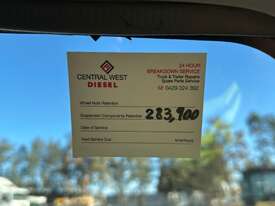 CENTRAL WEST
DIESEL
24 HOUR
BREAKDOWN SERVICE
Truck & Trailer Repairs
Spare Parts Service
Wheel Nuts Retention
Suspension Components Retention
283,900
Date of Service
Next Service Due